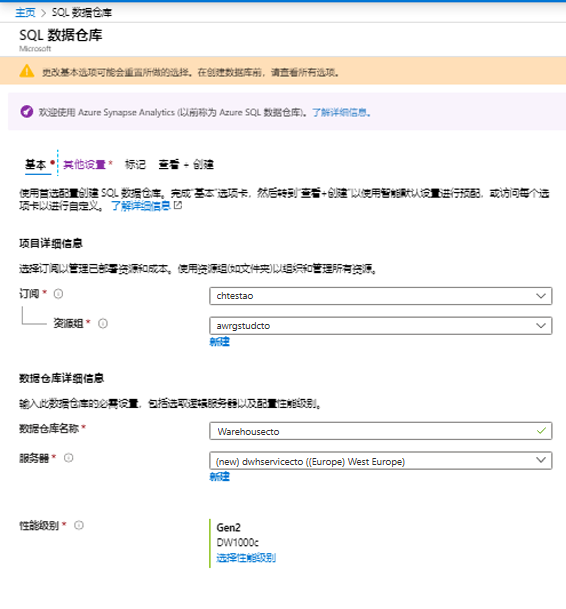 主页 > SQL 数据仓库
SQL 数据仓库
Microsoft
更改基本选项可能会重置所做的选择。在创建数据库前，请查看所有选项。
欢迎使用 Azure Synapse Analytics (以前称为 Azure SQL 数据仓库)。了解详细信息。
基本 * 其他设置 * 标记 查看 + 创建
使用首选配置创建 SQL 数据仓库。完成"基本"选项卡，然后转到"查看+创建"以使用智能默认设置进行预配，或访问每个选
项卡以进行自定义。了解详细信息
项目详细信息
选择订阅以管理已部署资源和成本。使用资源组(如文件夹)以组织和管理所有资源。
订阅 * chtestao
资源组 * awrgstudcto
新建
数据仓库详细信息
输入此数据仓库的必需设置，包括选取逻辑服务器以及配置性能级别。
数据仓库名称 * Warehousecto
服务器 * (new) dwhservicecto ((Europe) West Europe)
新建
性能级别 * Gen2
DW1000c
选择性能级别